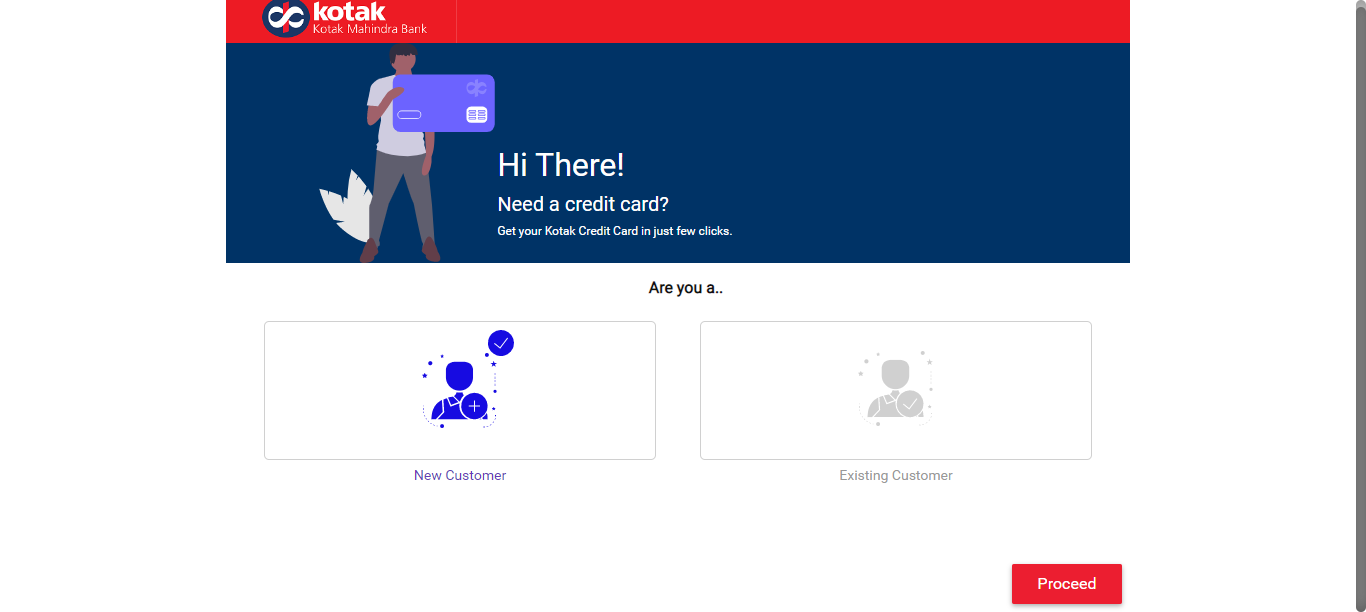 kotak
Kotak Mahindra Bank
Hi There!
Need a credit card?
Get your Kotak Credit Card in just few clicks.
Are you a..
New Customer
Existing Customer
Proceed